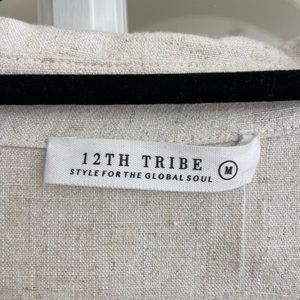 12TH TRIBE
STYLE FOR THE GLOBAL SOUL
M